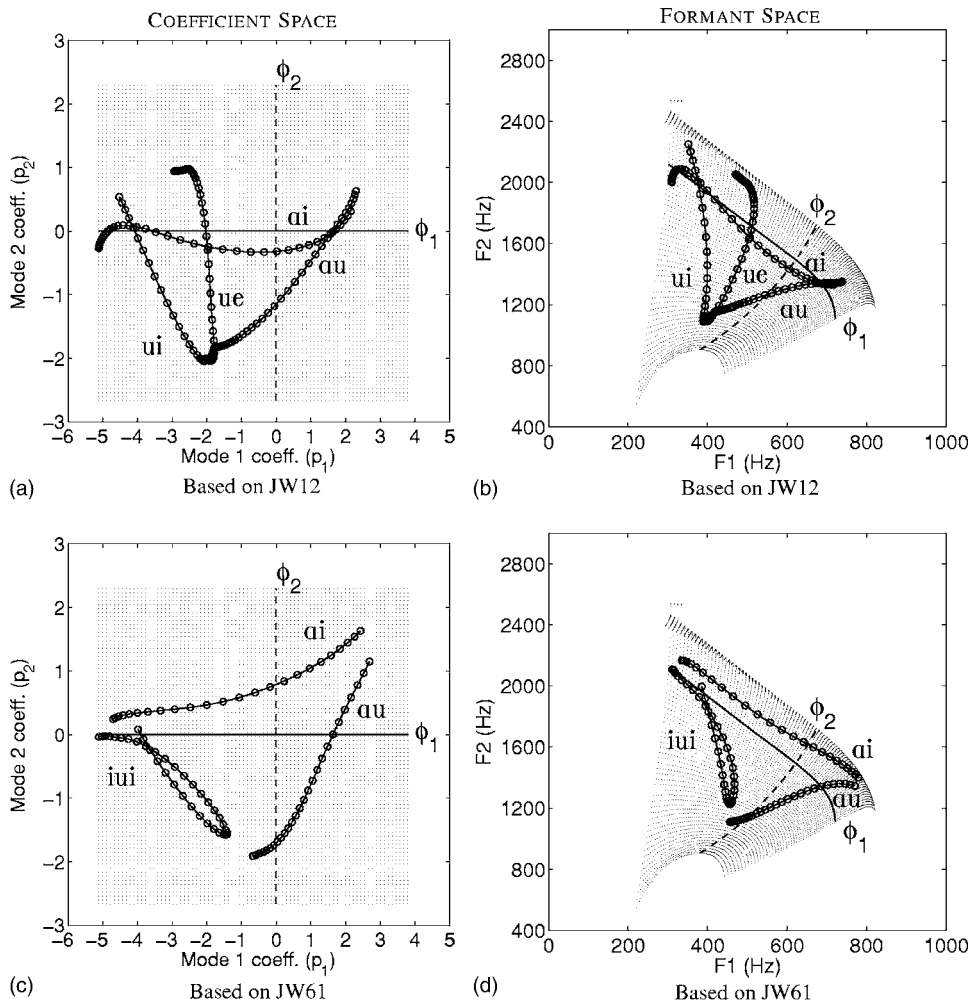 COEFFICIENT SPACE
3
2
1
0
−1
−2
−3
Mode 2 coeff. (p2)
ϕ2
ϕ1
ɑi
ɑu
ue
ui
−6 −5 −4 −3 −2 −1 0 1 2 3 4 5
Mode 1 coeff. (p1)
(a)
Based on JW12
FORMANT SPACE
2800
2400
2000
1600
1200
800
400
F2 (Hz)
ϕ2
ui
ue
ɑi
ɑu
ϕ1
0 200 400 600 800 1000
F1 (Hz)
(b)
Based on JW12
3
2
1
0
−1
−2
−3
Mode 2 coeff. (p2)
ϕ2
ɑi
ɑu
ϕ1
iui
−6 −5 −4 −3 −2 −1 0 1 2 3 4 5
Mode 1 coeff. (p1)
(c)
Based on JW61
2800
2400
2000
1600
1200
800
400
F2 (Hz)
ϕ2
ɑi
iui
ɑu
ϕ1
0 200 400 600 800 1000
F1 (Hz)
(d)
Based on JW61